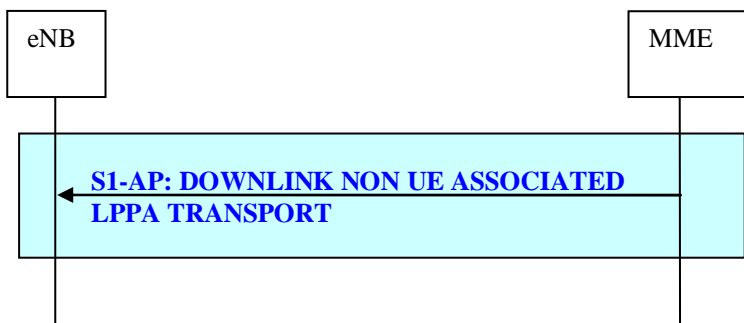 eNB
MME
S1-AP: DOWNLINK NON UE ASSOCIATED
LPPA TRANSPORT